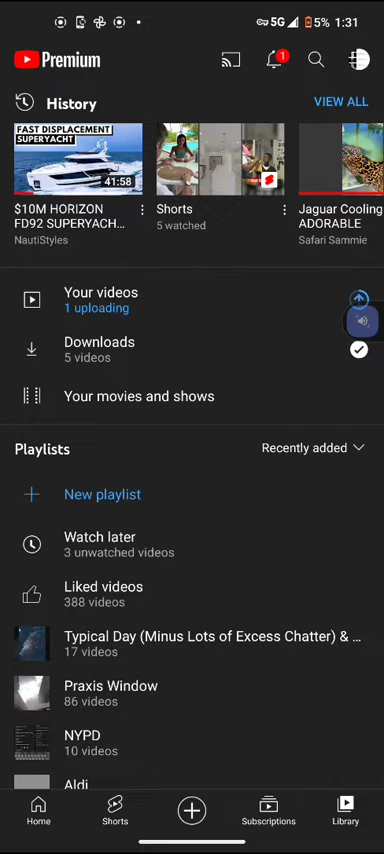 5G 5% 1:31
Premium
1
History
VIEW ALL
FAST DISPLACEMENT
SUPERYACHT
41:58
$10M HORIZON
FD92 SUPERYACH...
NautiStyles
Shorts
5 watched
Jaguar Cooling
ADORABLE
Safari Sammie
Your videos
1 uploading
Downloads
5 videos
Your movies and shows
Playlists
Recently added
New playlist
Watch later
3 unwatched videos
Liked videos
388 videos
Typical Day (Minus Lots of Excess Chatter) & ...
17 videos
Praxis Window
86 videos
NYPD
10 videos
Aldi
Home
Shorts
Subscriptions
Library